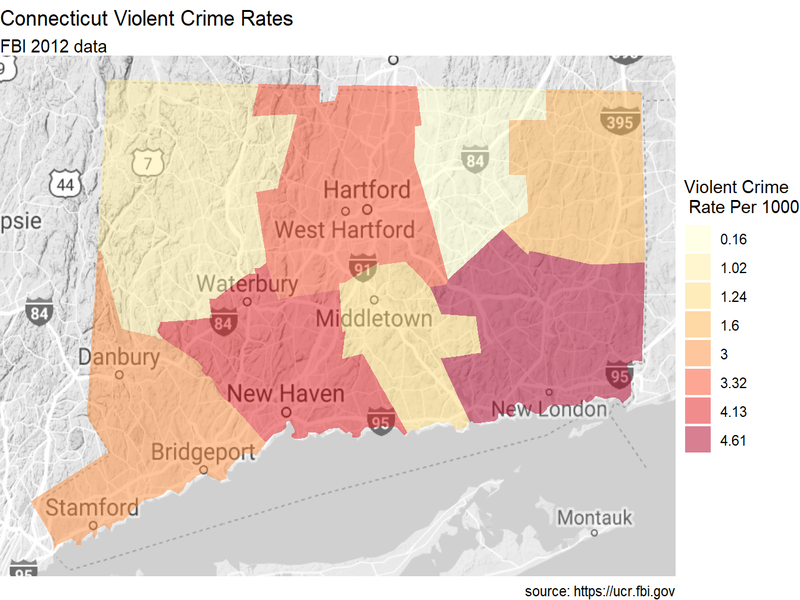 Connecticut Violent Crime Rates
FBI 2012 data
9
395
7
84
44
Hartford
psie
West Hartford
91
Waterbury
84
84
Middletown
Danbury
95
New Haven
New London
95
Bridgeport
Stamford
Montauk
95
Violent Crime
Rate Per 1000
0.16
1.02
1.24
1.6
3
3.32
4.13
4.61
source: https://ucr.fbi.gov